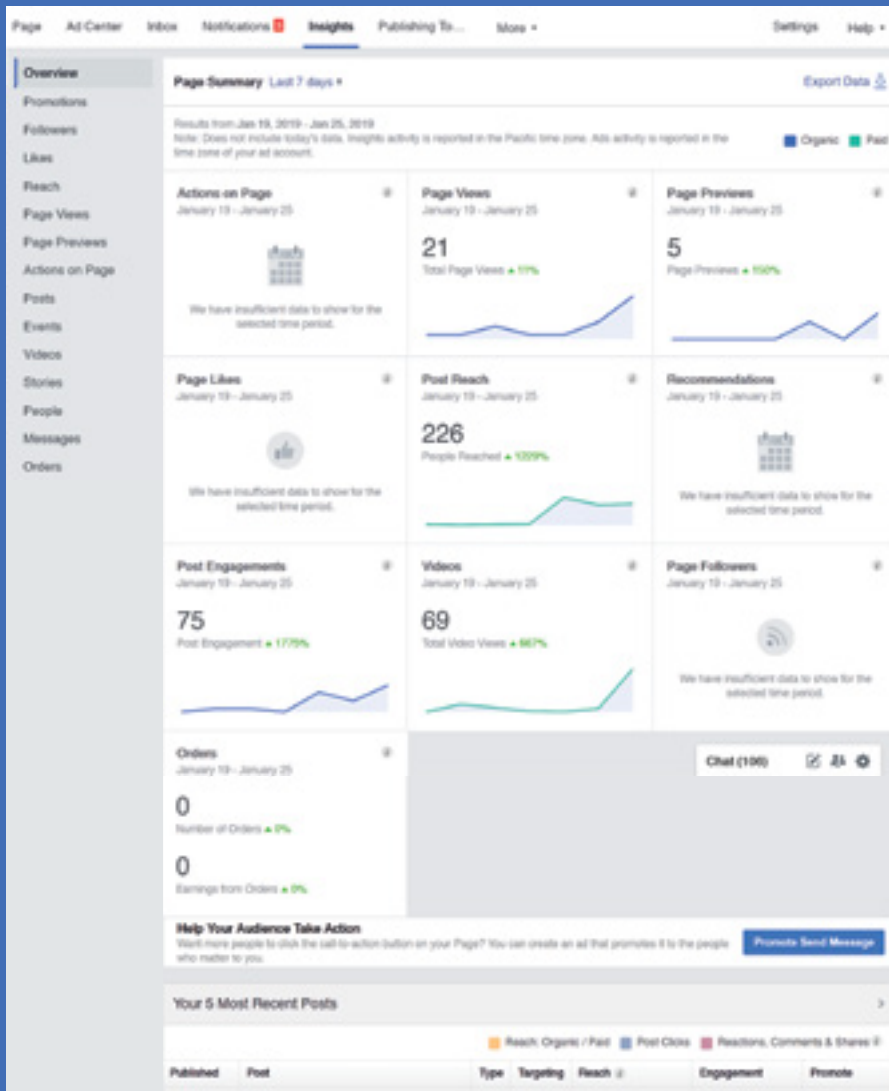 Page Ad Center Inbox Notifications Insights Publishing To... More Settings Help
Overview
Promotions
Followers
Likes
Reach
Page Views
Page Previews
Actions on Page
Posts
Events
Videos
Stories
People
Messages
Orders
Page Summary Last 7 days Export Data
Results from Jan 19, 2019 - Jan 25, 2019
Note: Does not include today's data. Insights activity is reported in the Pacific time zone. Ads activity is reported in the
time zone of your ad account.
Organic Paid
Actions on Page
January 19 - January 25
We have insufficient data to show for the
selected time period.
Page Views
January 19 - January 25
21
Total Page Views ▲ 11%
Page Previews
January 19 - January 25
5
Page Previews ▲ 150%
Page Likes
January 19 - January 25
We have insufficient data to show for the
selected time period.
Post Reach
January 19 - January 25
226
People Reached ▲ 1229%
Recommendations
January 19 - January 25
We have insufficient data to show for the
selected time period.
Post Engagements
January 19 - January 25
75
Post Engagement ▲ 1775%
Videos
January 19 - January 25
69
Total Video Views ▲ 667%
Page Followers
January 19 - January 25
We have insufficient data to show for the
selected time period.
Orders
January 19 - January 25
0
Number of Orders ▲ 0%
0
Earnings from Orders ▲ 0%
Chat (106)
Help Your Audience Take Action
Want more people to click the call-to-action button on your Page? You can create an ad that promotes it to the people
who matter to you.
Promote Send Message
Your 5 Most Recent Posts
Reach: Organic / Paid Post Clicks Reactions, Comments & Shares
Published Post Type Targeting Reach Engagement Promote